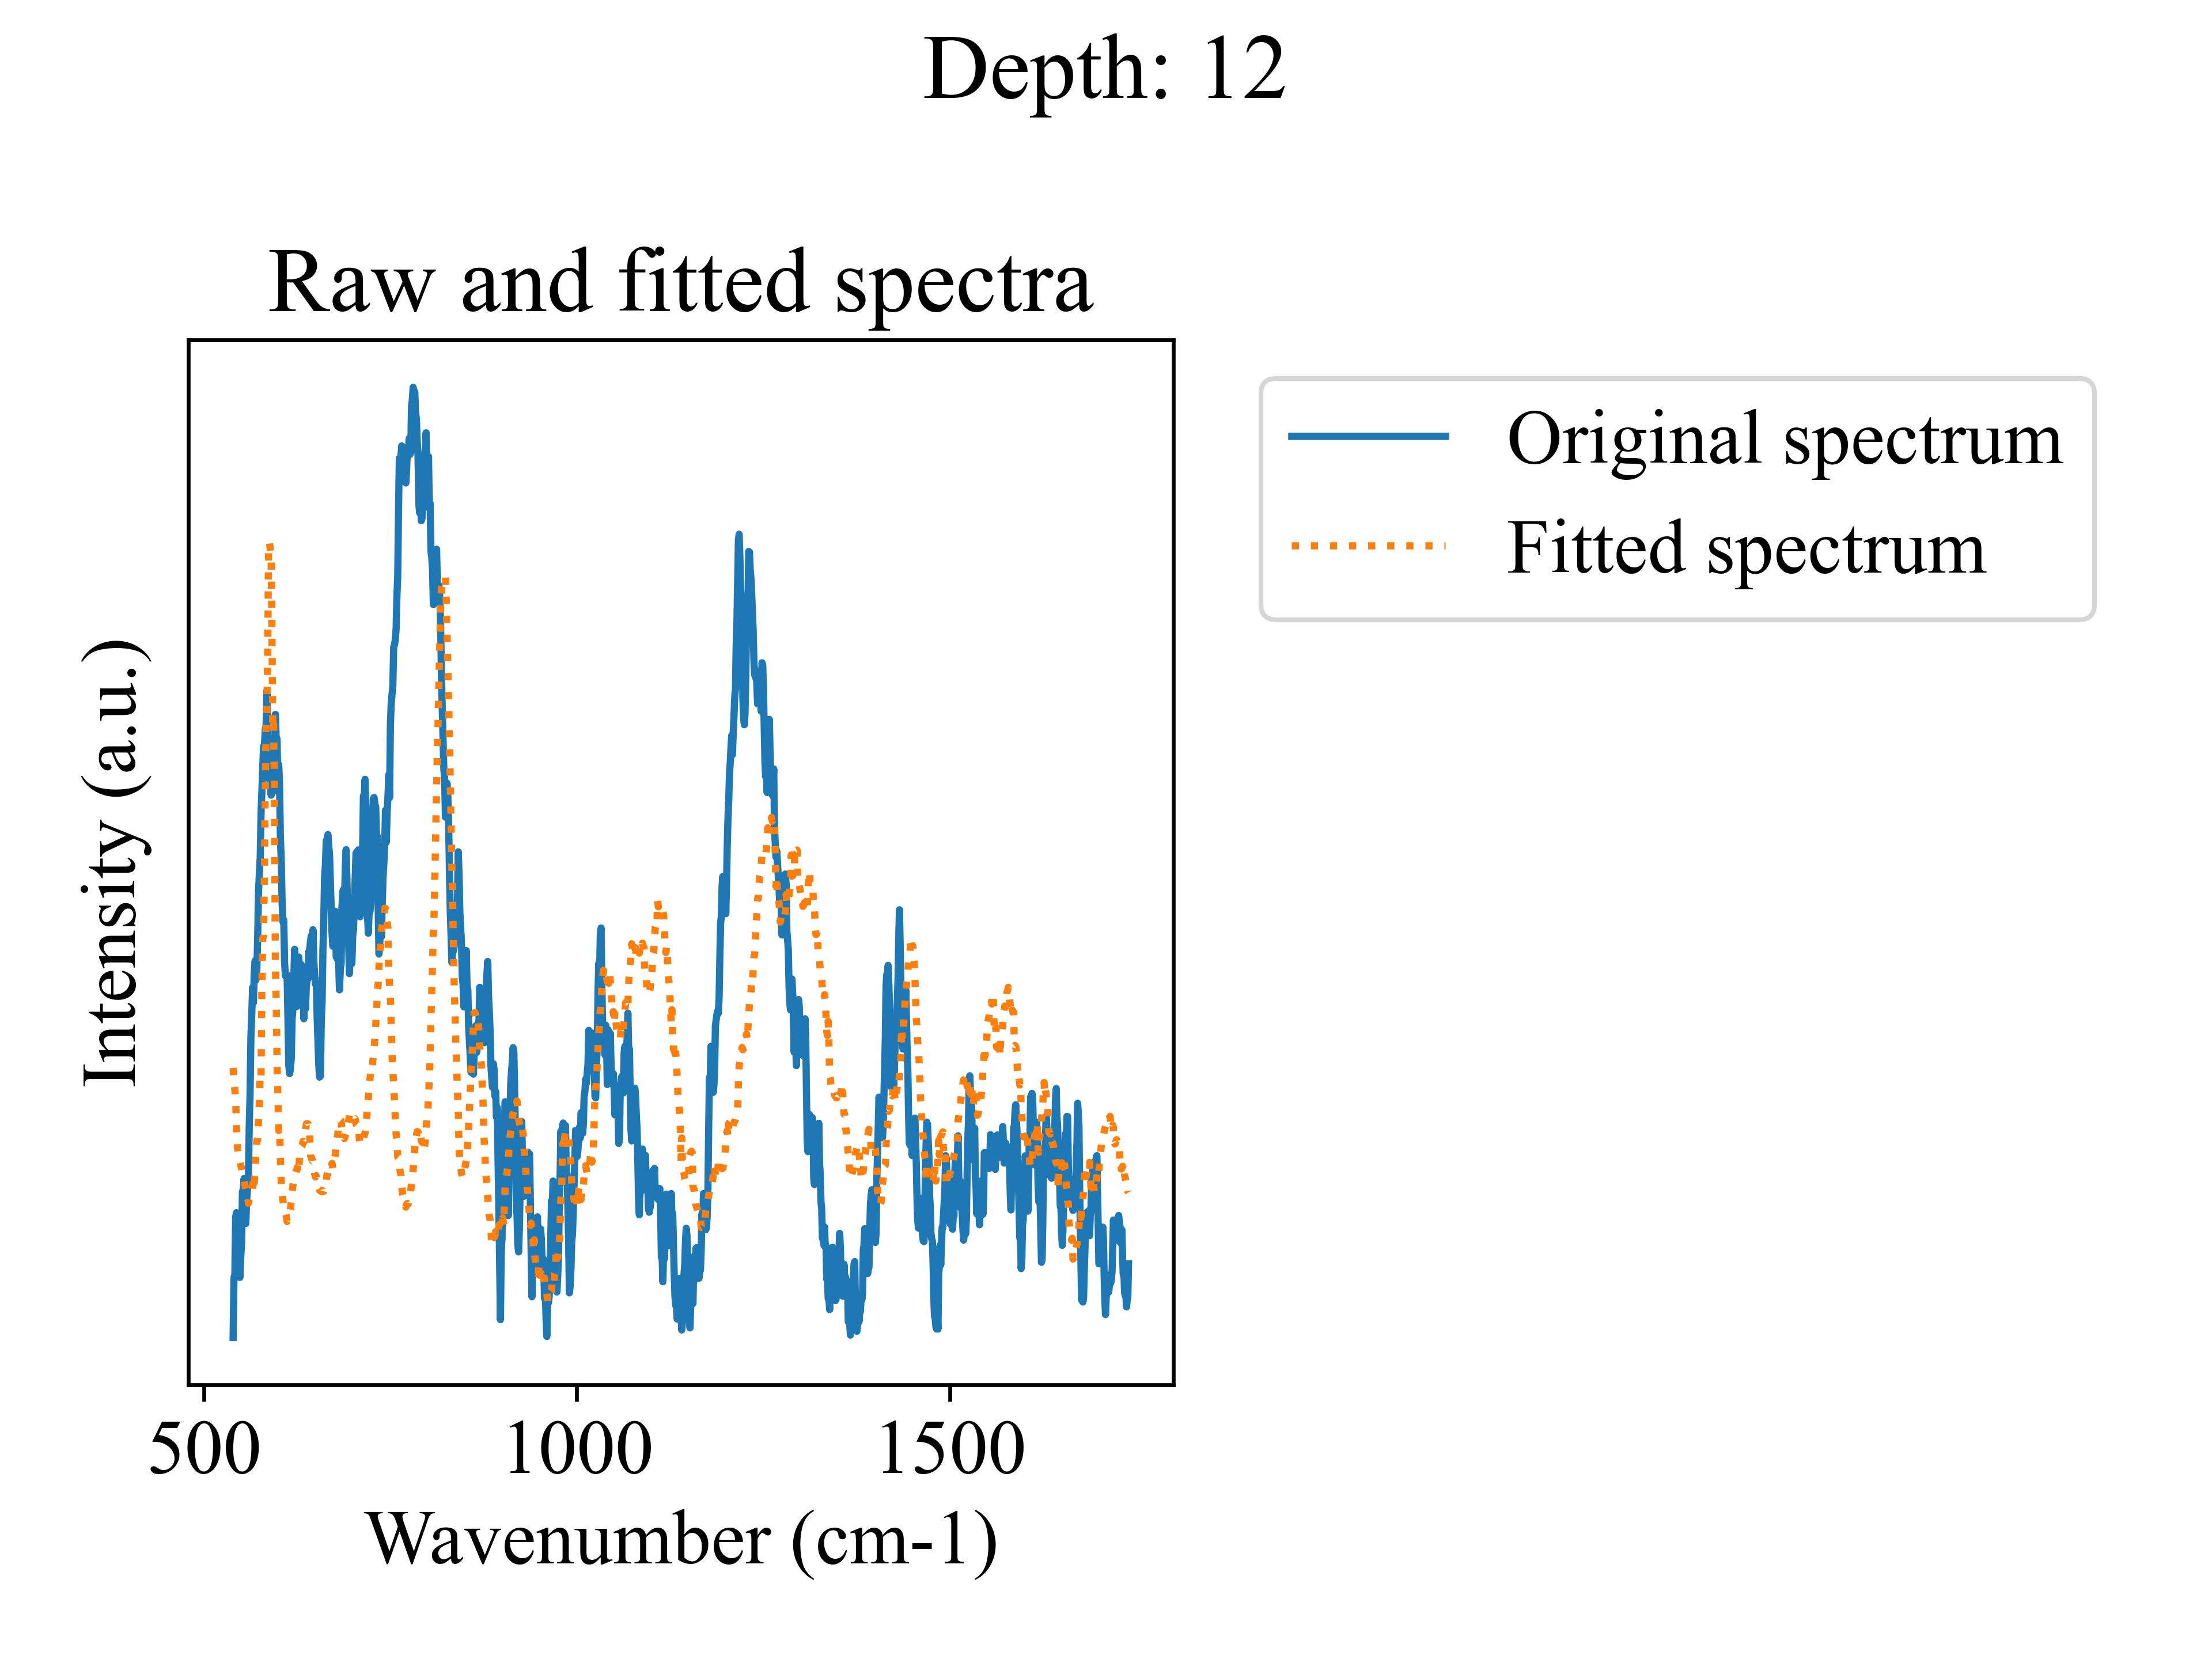 Depth: 12
Raw and fitted spectra
Original spectrum
Fitted spectrum
Intensity (a.u.)
500 1000 1500
Wavenumber (cm-1)